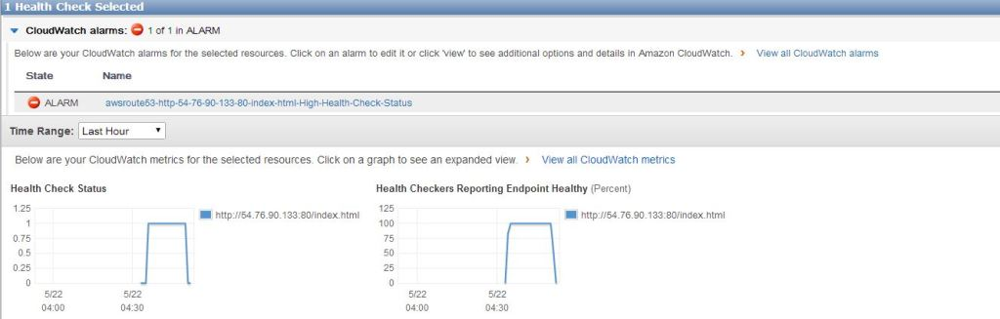 1 Health Check Selected
CloudWatch alarms: 1 of 1 in ALARM
Below are your CloudWatch alarms for the selected resources. Click on an alarm to edit it or click 'view' to see additional options and details in Amazon CloudWatch. > View all CloudWatch alarms
State Name
ALARM awsroute53-http-54-76-90-133-80-index-html-High-Health-Check-Status
Time Range: Last Hour
Below are your CloudWatch metrics for the selected resources. Click on a graph to see an expanded view. > View all CloudWatch metrics
Health Check Status
1.25
1
0.75
0.5
0.25
0
5/22
04:00
5/22
04:30
http://54.76.90.133:80/index.html
Health Checkers Reporting Endpoint Healthy (Percent)
125
100
75
50
25
0
5/22
04:00
5/22
04:30
http://54.76.90.133:80/index.html